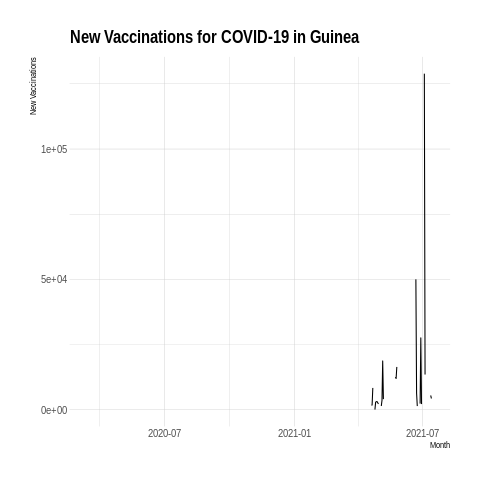 New Vaccinations for COVID-19 in Guinea
New Vaccinations
1e+05
5e+04
0e+00
2020-07
2021-01
2021-07
Month